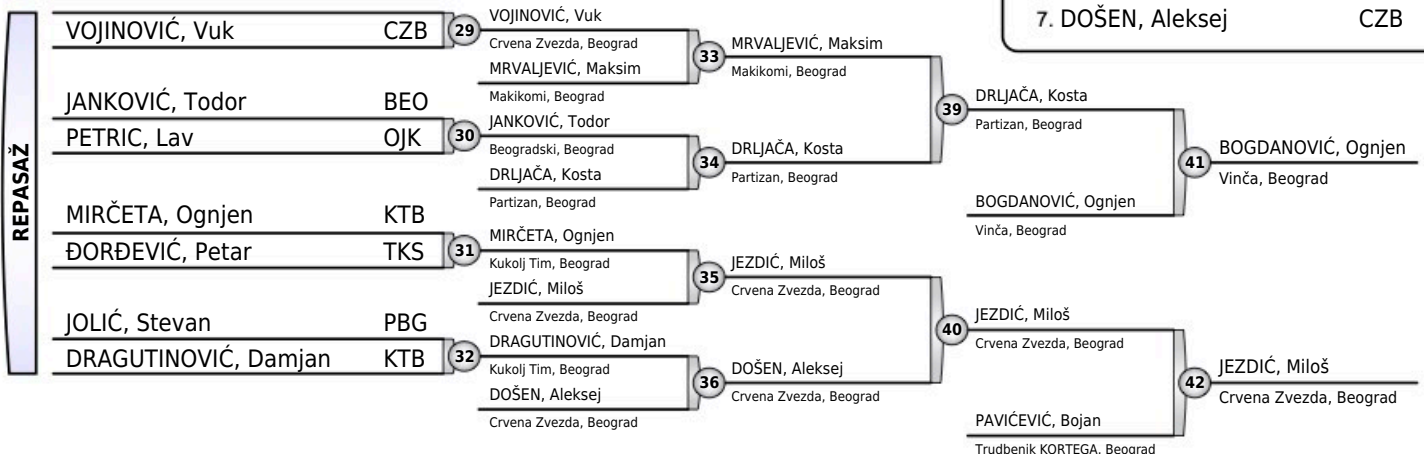 7. DOŠEN, Aleksej CZB
REPASAŽ
VOJINOVIĆ, Vuk CZB
JANKOVIĆ, Todor BEO
PETRIC, Lav OJK
MIRČETA, Ognjen KTB
ĐORĐEVIĆ, Petar TKS
JOLIĆ, Stevan PBG
DRAGUTINOVIĆ, Damjan KTB
29
30
31
32
VOJINOVIĆ, Vuk
Crvena Zvezda, Beograd
MRVALJEVIĆ, Maksim
Makikomi, Beograd
JANKOVIĆ, Todor
Beogradski, Beograd
DRLJAČA, Kosta
Partizan, Beograd
MIRČETA, Ognjen
Kukolj Tim, Beograd
JEZDIĆ, Miloš
Crvena Zvezda, Beograd
DRAGUTINOVIĆ, Damjan
Kukolj Tim, Beograd
DOŠEN, Aleksej
Crvena Zvezda, Beograd
33
34
35
36
MRVALJEVIĆ, Maksim
Makikomi, Beograd
DRLJAČA, Kosta
Partizan, Beograd
JEZDIĆ, Miloš
Crvena Zvezda, Beograd
DOŠEN, Aleksej
Crvena Zvezda, Beograd
39
40
DRLJAČA, Kosta
Partizan, Beograd
BOGDANOVIĆ, Ognjen
Vinča, Beograd
JEZDIĆ, Miloš
Crvena Zvezda, Beograd
PAVIĆEVIĆ, Bojan
Trudbenik KORTEGA, Beograd
41
42
BOGDANOVIĆ, Ognjen
Vinča, Beograd
JEZDIĆ, Miloš
Crvena Zvezda, Beograd